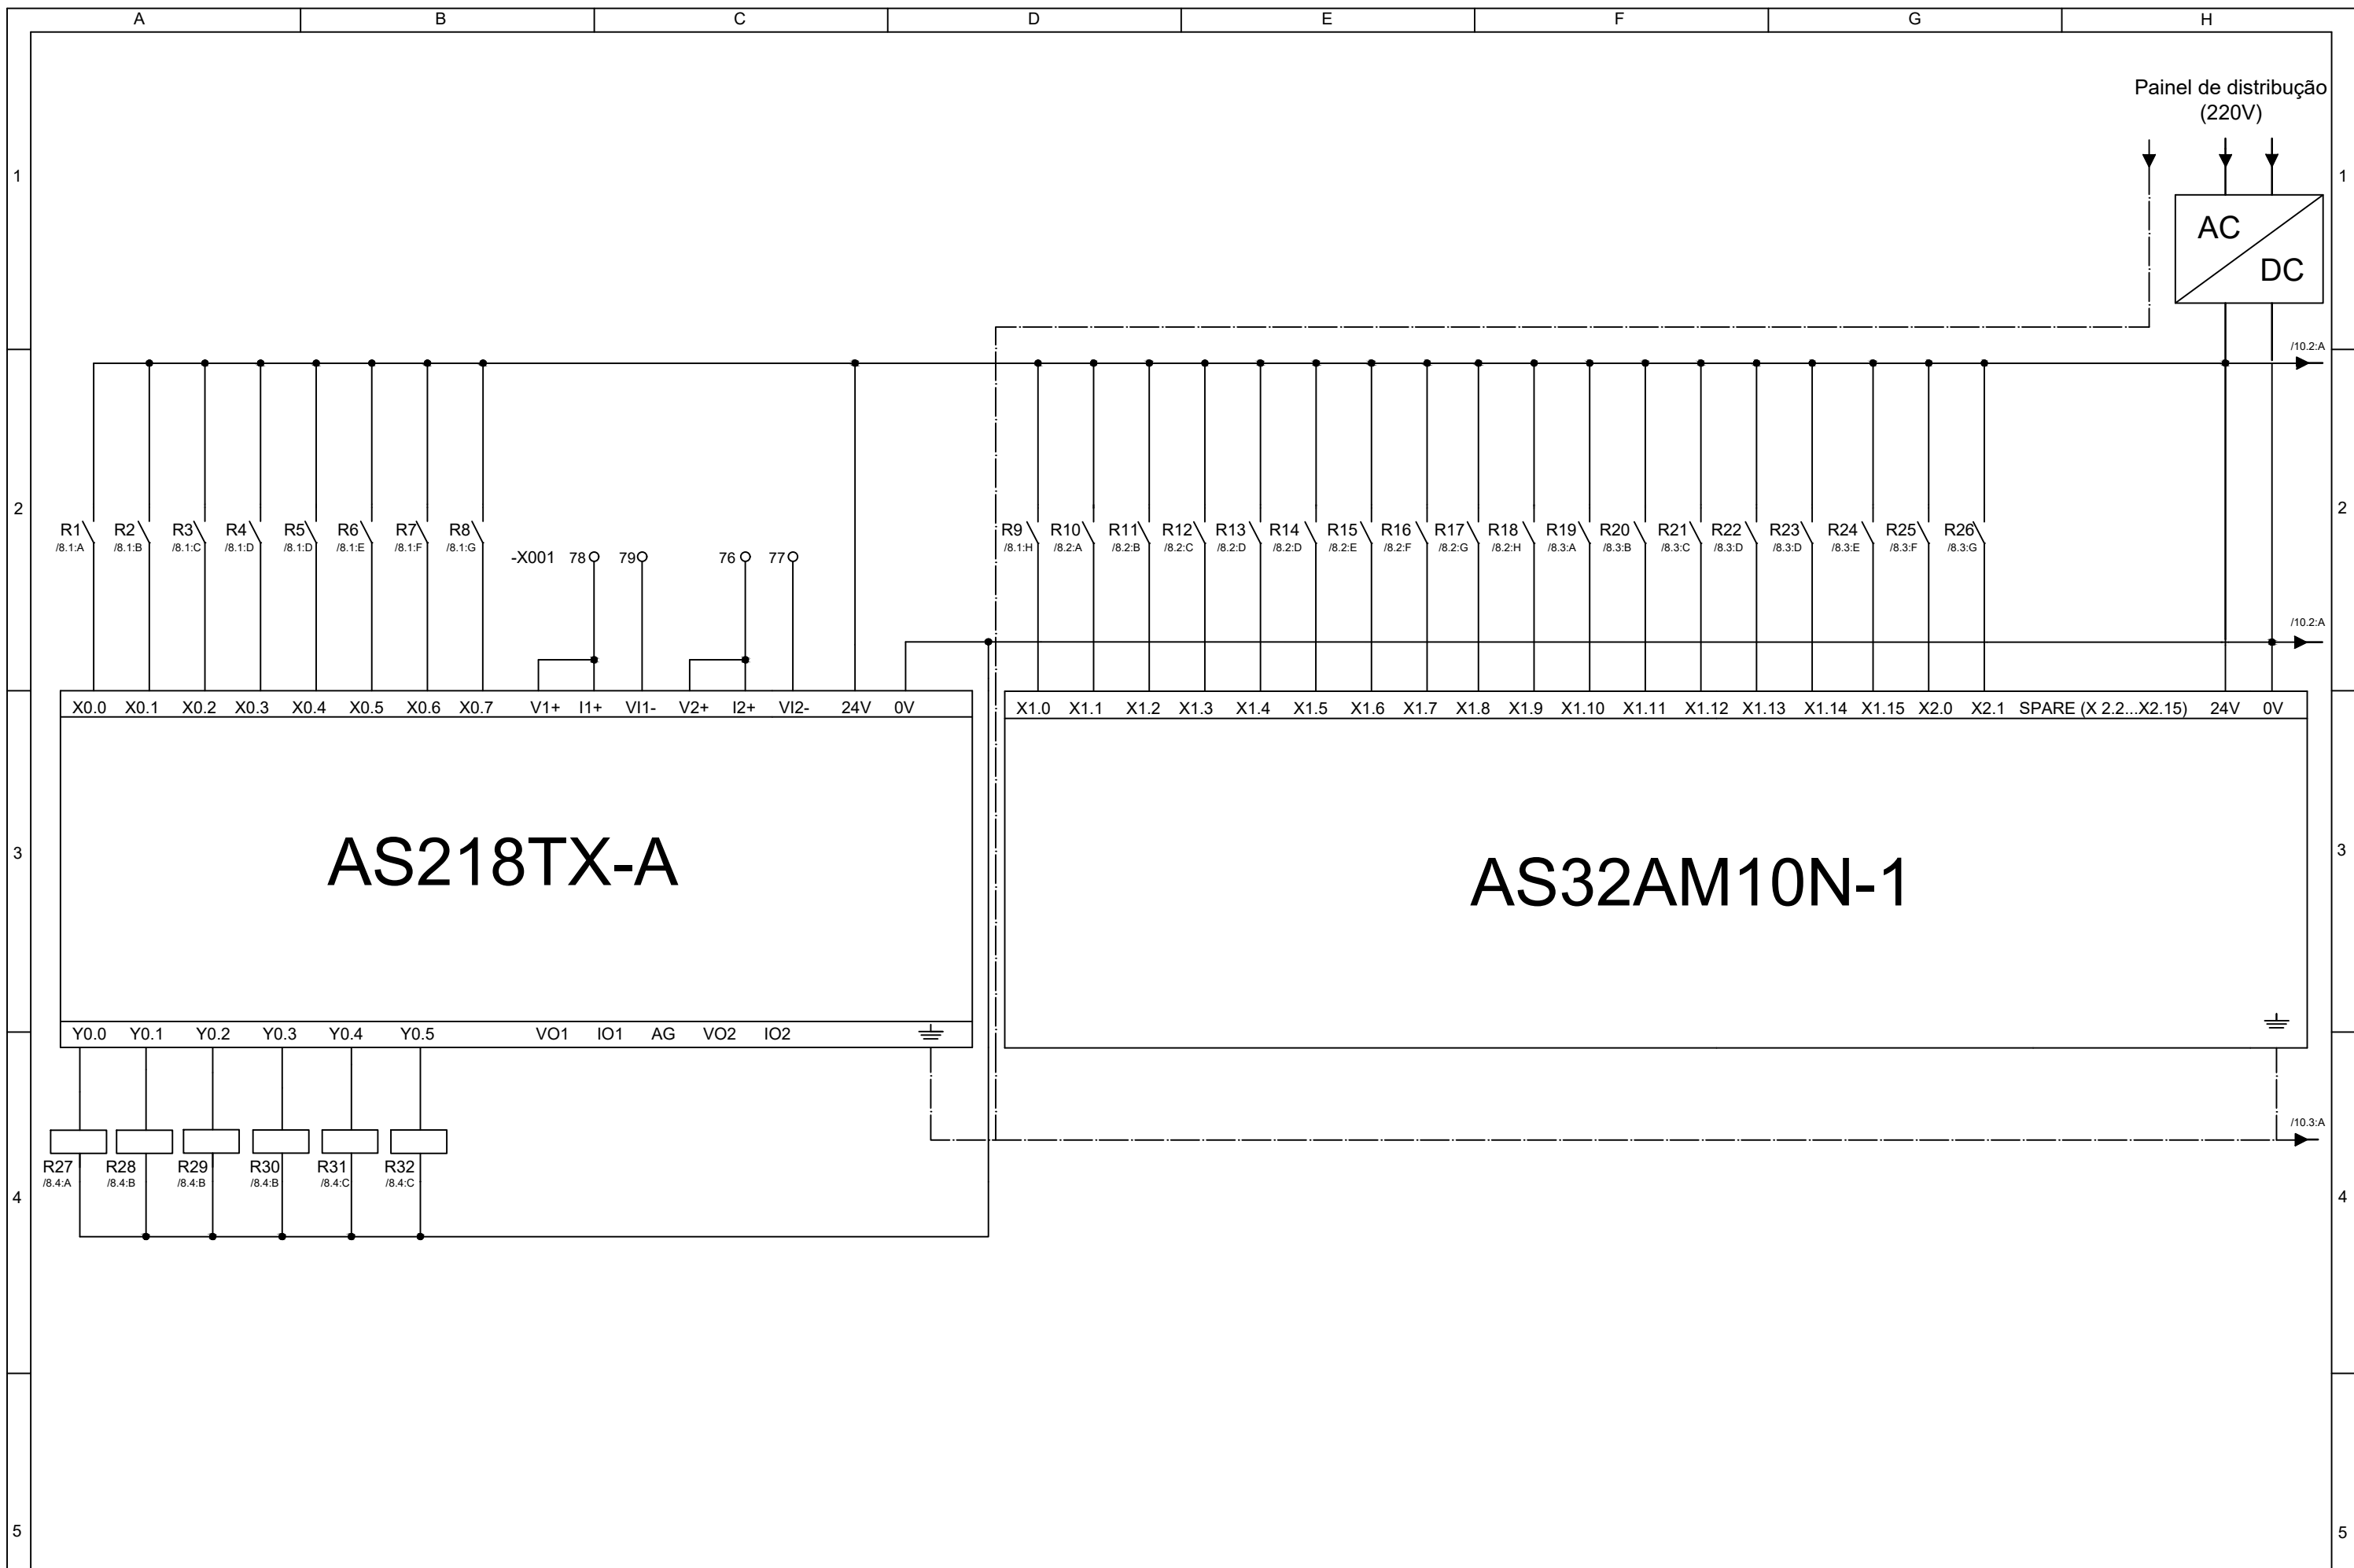 A B C D E F G H
Painel de distribução
(220V)
1 1
AC
DC
/10.2:A
2 2
R1 R2 R3 R4 R5 R6 R7 R8 R9 R10 R11 R12 R13 R14 R15 R16 R17 R18 R19 R20 R21 R22 R23 R24 R25 R26
/8.1:A /8.1:B /8.1:C /8.1:D /8.1:D /8.1:E /8.1:F /8.1:G /8.1:H /8.2:A /8.2:B /8.2:C /8.2:D /8.2:D /8.2:E /8.2:F /8.2:G /8.2:H /8.3:A /8.3:B /8.3:C /8.3:D /8.3:D /8.3:E /8.3:F /8.3:G
-X001 78 79 76 77
/10.2:A
X0.0 X0.1 X0.2 X0.3 X0.4 X0.5 X0.6 X0.7 V1+ I1+ VI1- V2+ I2+ VI2- 24V 0V
X1.0 X1.1 X1.2 X1.3 X1.4 X1.5 X1.6 X1.7 X1.8 X1.9 X1.10 X1.11 X1.12 X1.13 X1.14 X1.15 X2.0 X2.1 SPARE (X 2.2...X2.15) 24V 0V
3 3
AS218TX-A
AS32AM10N-1
Y0.0 Y0.1 Y0.2 Y0.3 Y0.4 Y0.5 VO1 IO1 AG VO2 IO2
/10.3:A
R27 R28 R29 R30 R31 R32
/8.4:A /8.4:B /8.4:B /8.4:B /8.4:C /8.4:C
4 4
5 5